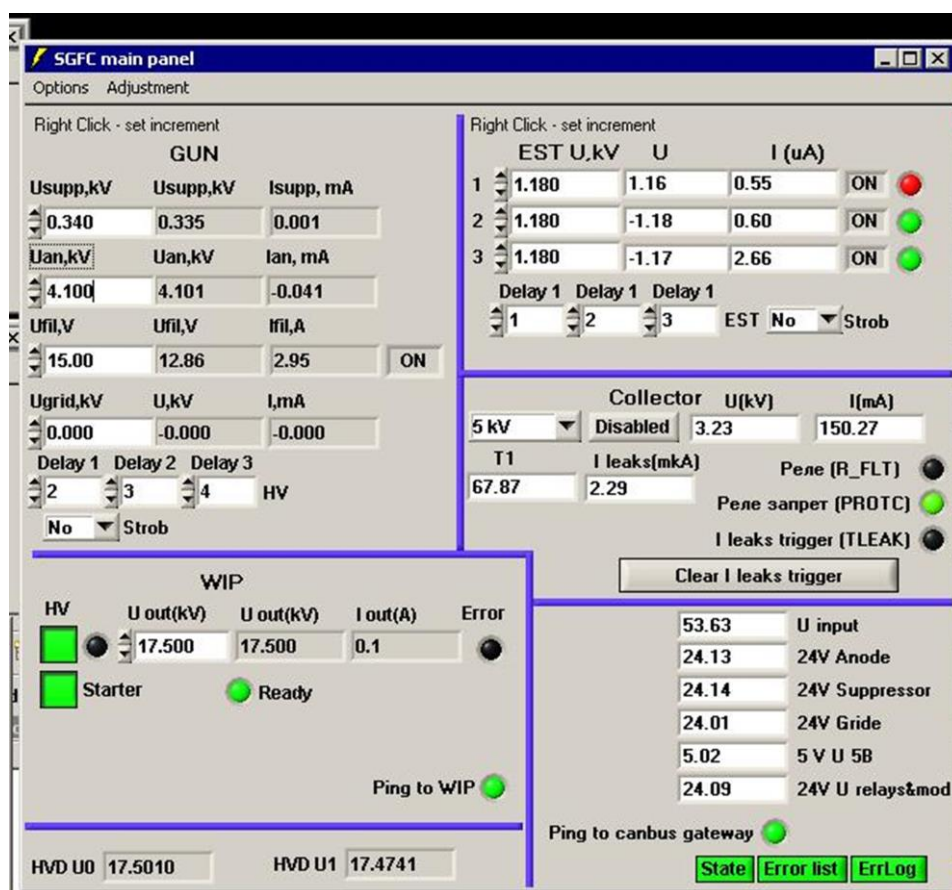 SGFC main panel
Options Adjustment
Right Click - set increment
GUN
Usupp,kV Usupp,kV Isupp, mA
0.340 0.335 0.001
Uan,kV Uan,kV Ian, mA
4.100 4.101 -0.041
Ufil,V Ufil,V Ifil,A
15.00 12.86 2.95 ON
Ugrid,kV U,kV I,mA
0.000 -0.000 -0.000
Delay 1 Delay 2 Delay 3
2 3 4 HV
No Strob
Right Click - set increment
EST U,kV U I (uA)
1 1.180 1.16 0.55 ON
2 1.180 -1.18 0.60 ON
3 1.180 -1.17 2.66 ON
Delay 1 Delay 1 Delay 1
1 2 3 EST No Strob
Collector U(kV) I(mA)
5 kV Disabled 3.23 150.27
T1 I leaks(mkA)
67.87 2.29
Реле (R_FLT)
Реле запрет (PROTC)
I leaks trigger (TLEAK)
Clear I leaks trigger
WIP
HV U out(kV) U out(kV) I out(A) Error
17.500 17.500 0.1
Starter Ready
Ping to WIP
HVD U0 17.5010 HVD U1 17.4741
53.63 U input
24.13 24V Anode
24.14 24V Suppressor
24.01 24V Gride
5.02 5 V U 5B
24.09 24V U relays&mod
Ping to canbus gateway
State Error list ErrLog